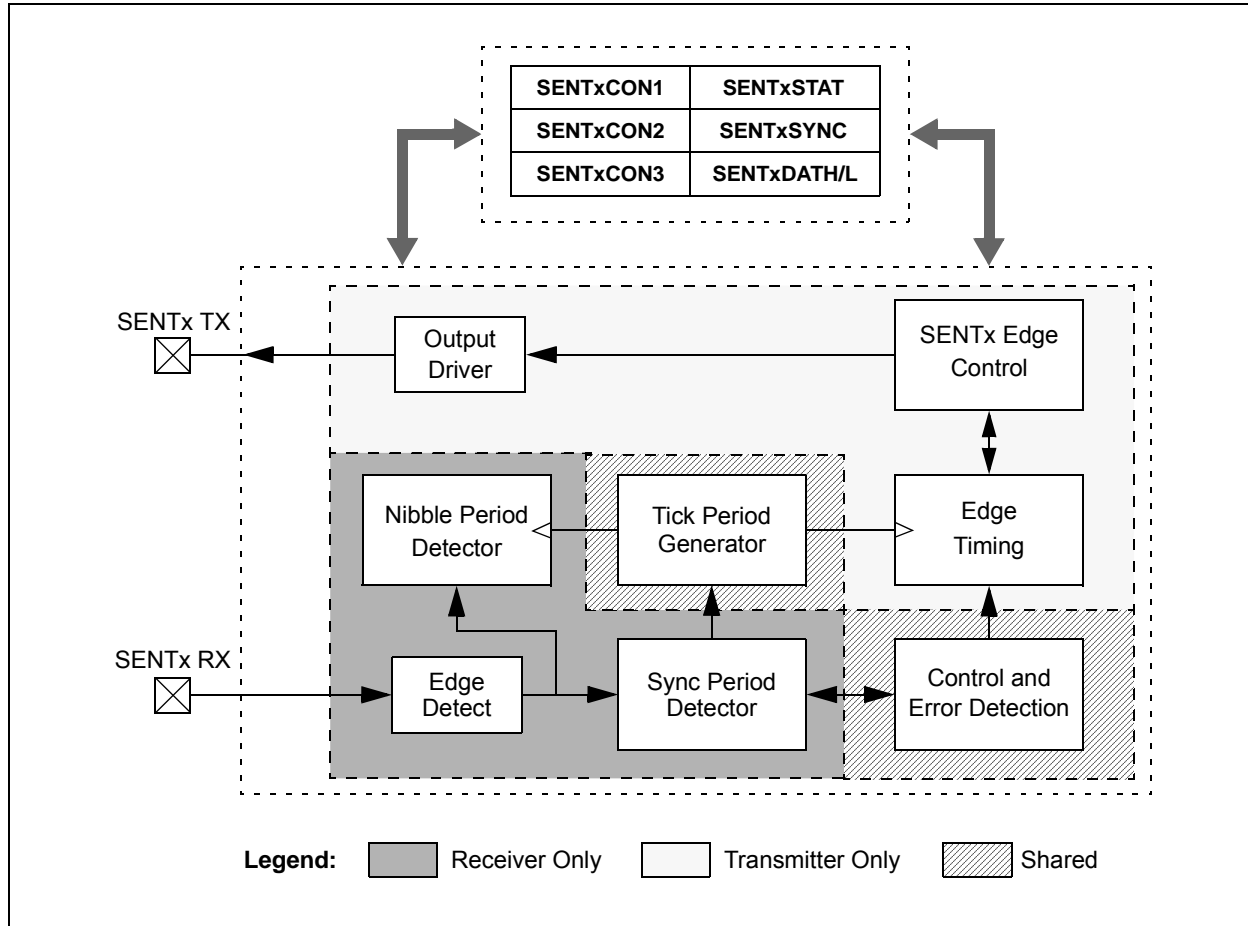 SENTxCON1
SENTxSTAT
SENTxCON2
SENTxSYNC
SENTxCON3
SENTxDATH/L
SENTx TX
Output
Driver
SENTx Edge
Control
Nibble Period
Detector
Tick Period
Generator
Edge
Timing
SENTx RX
Edge
Detect
Sync Period
Detector
Control and
Error Detection
Legend:
Receiver Only
Transmitter Only
Shared